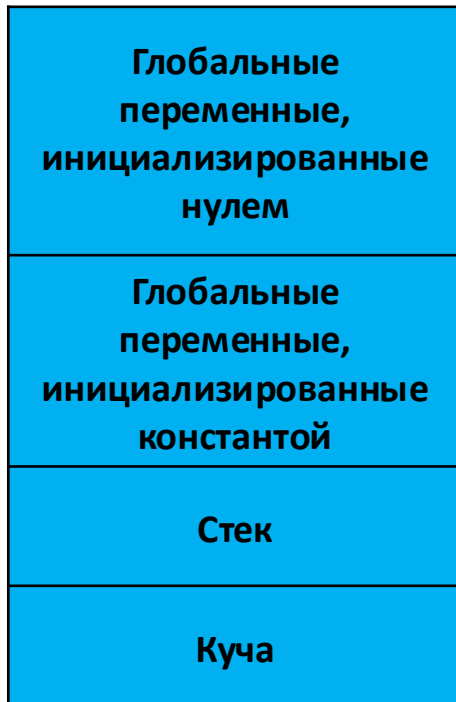 Глобальные
переменные,
инициализированные
нулем
Глобальные
переменные,
инициализированные
константой
Стек
Куча